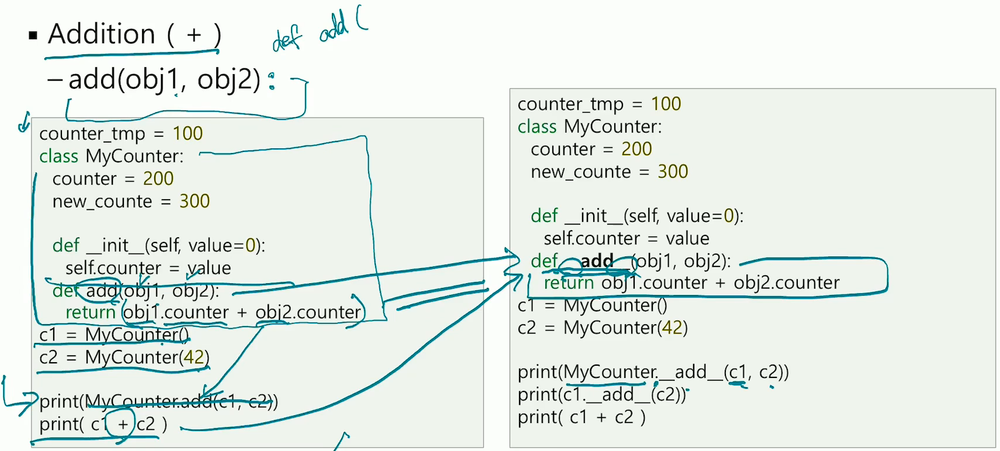 ▪ Addition ( + )
def add (
– add(obj1, obj2) :
counter_tmp = 100
class MyCounter:
counter = 200
new_counte = 300
def __init__(self, value=0):
self.counter = value
def add(obj1, obj2):
return obj1.counter + obj2.counter
c1 = MyCounter()
c2 = MyCounter(42)
print(MyCounter.add(c1, c2))
print( c1 + c2 )
counter_tmp = 100
class MyCounter:
counter = 200
new_counte = 300
def __init__(self, value=0):
self.counter = value
def __add__(obj1, obj2):
return obj1.counter + obj2.counter
c1 = MyCounter()
c2 = MyCounter(42)
print(MyCounter.__add__(c1, c2))
print(c1.__add__(c2))
print( c1 + c2 )